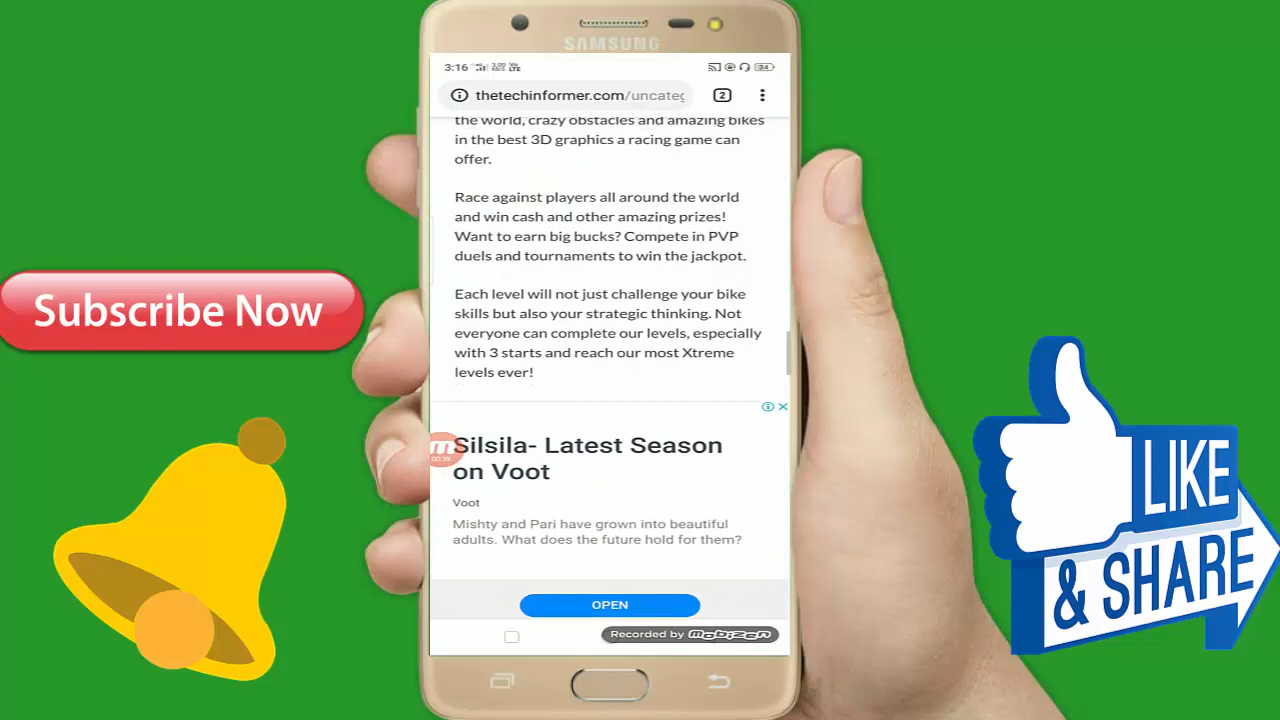 SAMSUNG
3:16
thetechinformer.com/uncateg
2
the world, crazy obstacles and amazing bikes
in the best 3D graphics a racing game can
offer.
Race against players all around the world
and win cash and other amazing prizes!
Want to earn big bucks? Compete in PVP
duels and tournaments to win the jackpot.
Each level will not just challenge your bike
skills but also your strategic thinking. Not
everyone can complete our levels, especially
with 3 starts and reach our most Xtreme
levels ever!
Silsila- Latest Season
on Voot
Voot
Mishty and Pari have grown into beautiful
adults. What does the future hold for them?
OPEN
Recorded by mobizen
Subscribe Now
LIKE
& SHARE